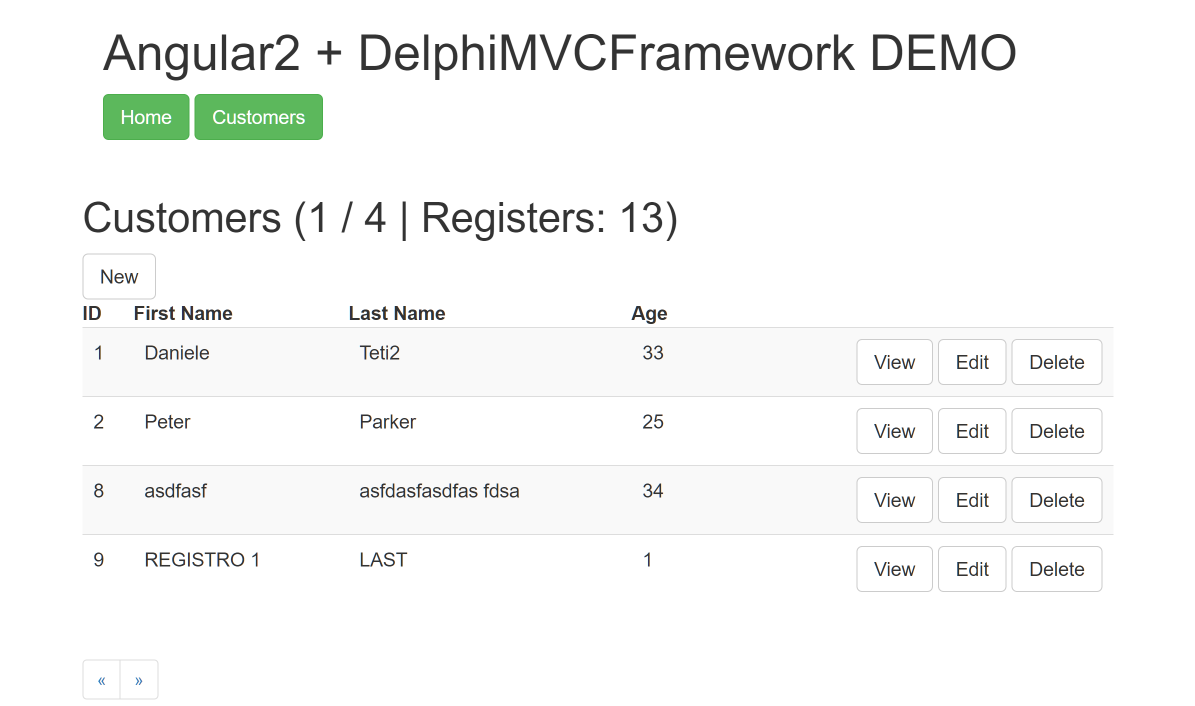 Angular2 + DelphiMVCFramework DEMO
Home Customers
Customers (1 / 4 | Registers: 13)
New
ID First Name Last Name Age
1 Daniele Teti2 33 View Edit Delete
2 Peter Parker 25 View Edit Delete
8 asdfasf asfdasfasdfas fdsa 34 View Edit Delete
9 REGISTRO 1 LAST 1 View Edit Delete
« »